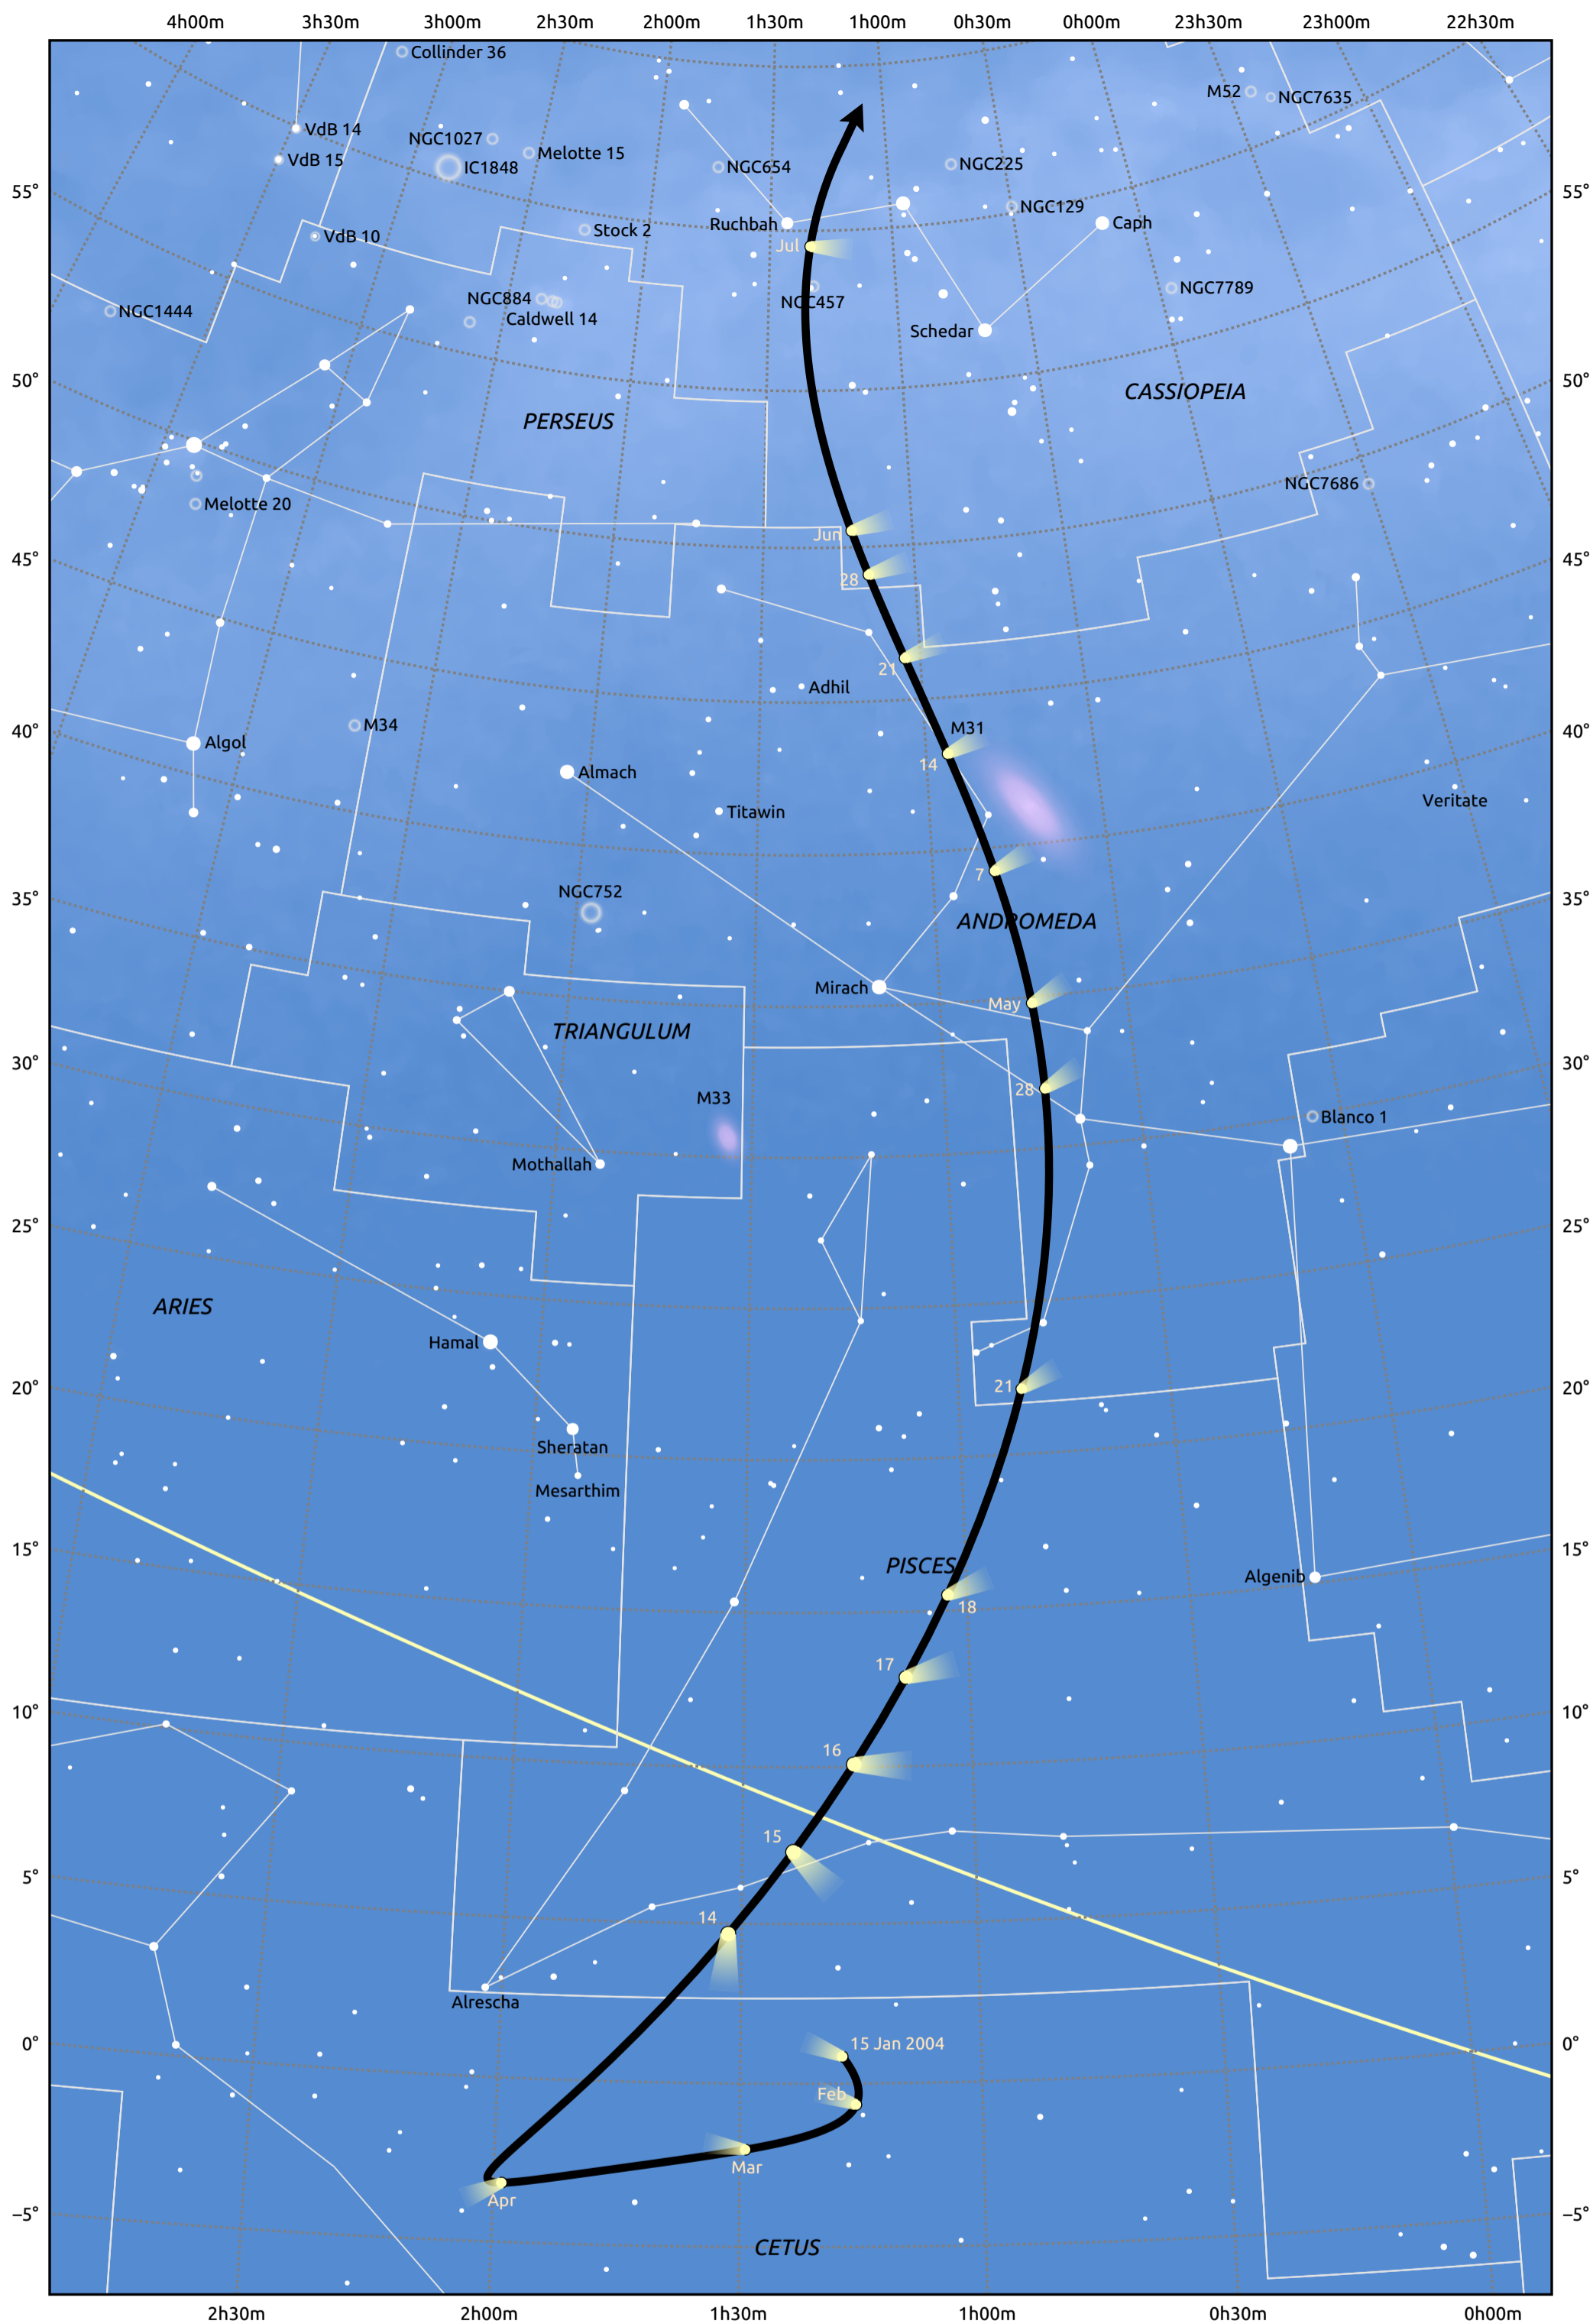 4h00m 3h30m 3h00m 2h30m 2h00m 1h30m 1h00m 0h30m 0h00m 23h30m 23h00m 22h30m
Collinder 36
M52
NGC7635
VdB 14
NGC1027
Melotte 15
VdB 15
IC1848
NGC654
NGC225
55°
55°
NGC129
Ruchbah
Caph
Stock 2
VdB 10
Jul
NGC7789
NGC884
NGC457
NGC1444
Caldwell 14
Schedar
50°
50°
CASSIOPEIA
PERSEUS
NGC7686
Melotte 20
Jun
45°
45°
28
21
Adhil
M34
M31
40°
40°
Algol
14
Almach
Veritate
Titawin
7
NGC752
35°
35°
ANDROMEDA
Mirach
May
TRIANGULUM
30°
30°
28
M33
Blanco 1
Mothallah
25°
25°
ARIES
Hamal
20°
20°
21
Sheratan
Mesarthim
15°
15°
PISCES
Algenib
18
17
10°
10°
16
15
5°
5°
14
Alrescha
0°
0°
15 Jan 2004
Feb
Mar
Apr
−5°
−5°
CETUS
2h30m 2h00m 1h30m 1h00m 0h30m 0h00m